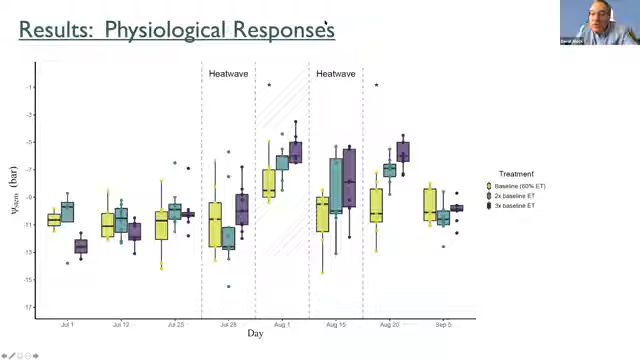 Results: Physiological Responses
Heatwave
Heatwave
*
*
-1
-3
-5
-7
-9
-11
-13
-15
-17
Ψstem (bar)
Jul 1
Jul 12
Jul 25
Jul 28
Aug 1
Aug 15
Aug 20
Sep 5
Day
Treatment
Baseline (60% ET)
2x baseline ET
3x baseline ET